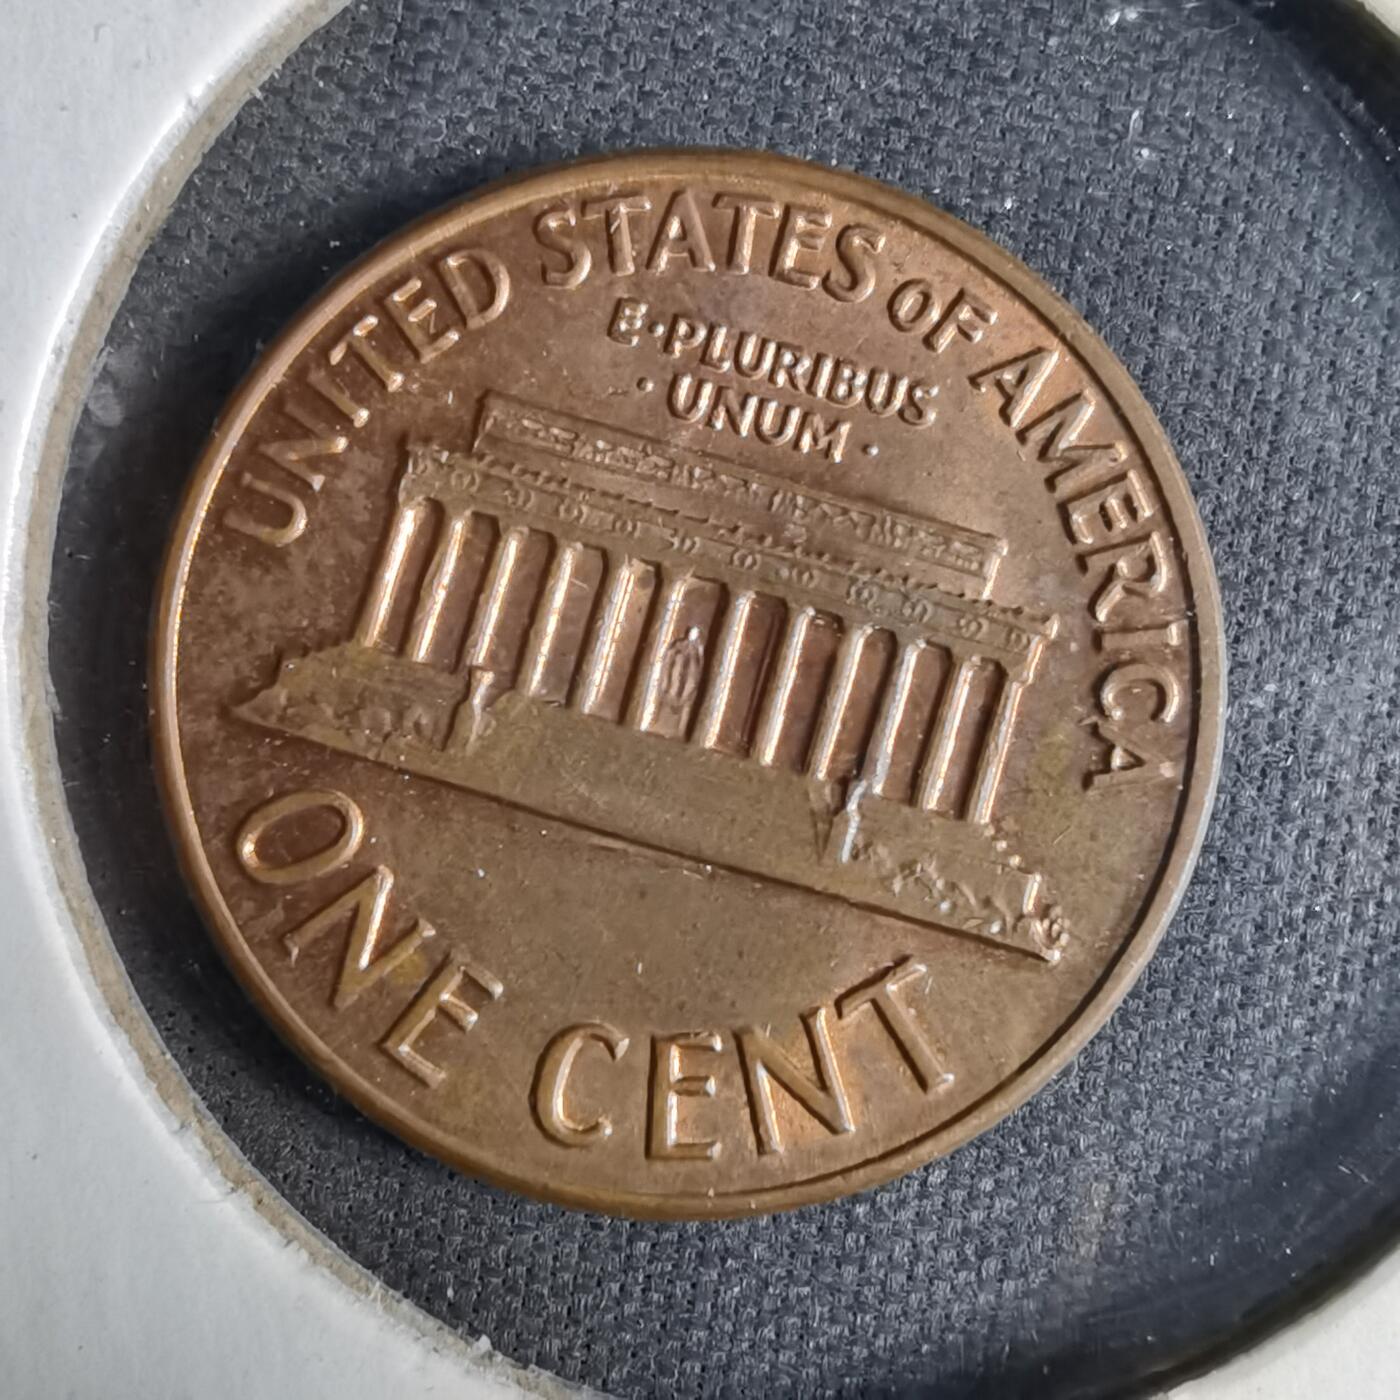 UNITED STATES OF AMERICA
E·PLURIBUS
· UNUM ·
ONE CENT